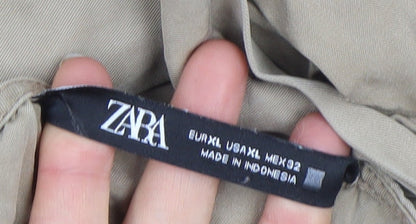 ZARA
EUR XL USA XL MEX 32
MADE IN INDONESIA